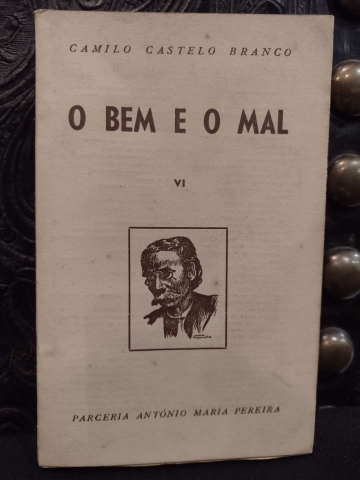 CAMILO CASTELO BRANCO
O BEM E O MAL
VI
PARCERIA ANTÓNIO MARIA PEREIRA